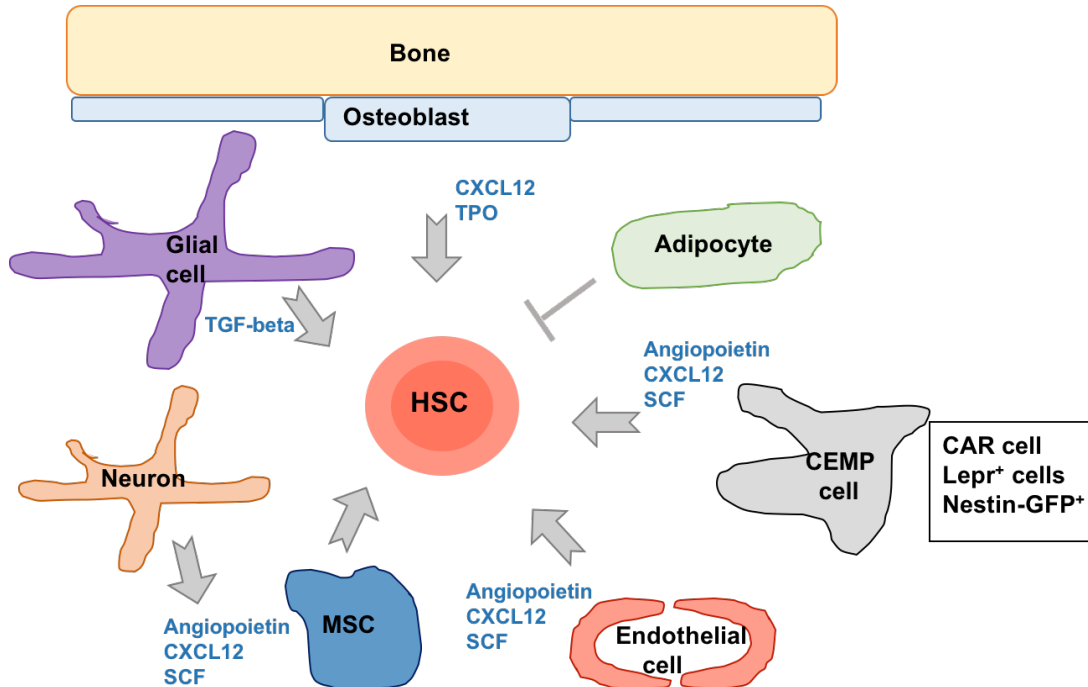 Bone
Osteoblast
CXCL12
TPO
Glial
cell
Adipocyte
TGF-beta
Angiopoietin
CXCL12
SCF
HSC
CAR cell
Lepr⁺ cells
Nestin-GFP⁺
CEMP
cell
Neuron
Angiopoietin
CXCL12
SCF
MSC
Angiopoietin
CXCL12
SCF
Endothelial
cell